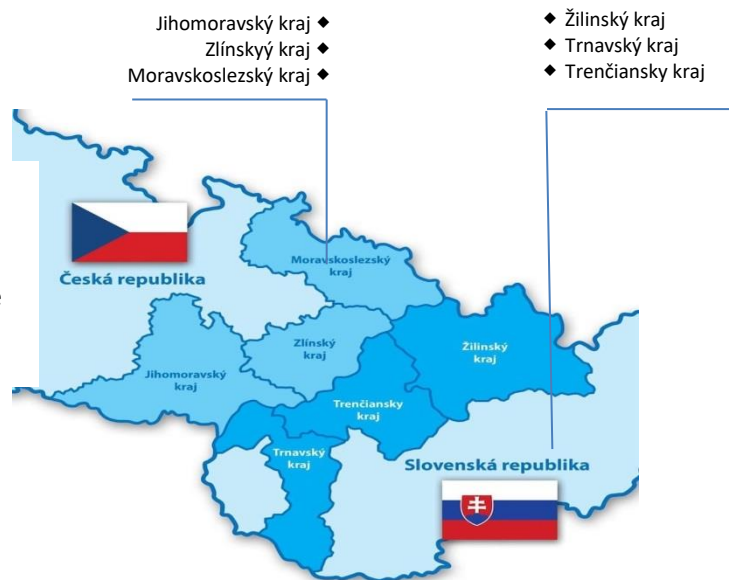 Jihomoravský kraj ◆
Zlínskyý kraj ◆
Moravskoslezský kraj ◆
◆ Žilinský kraj
◆ Trnavský kraj
◆ Trenčiansky kraj
Česká republika
Moravskoslezský
kraj
Zlínský
kraj
Žilinský
kraj
Jihomoravský
kraj
Trenčiansky
kraj
Trnavský
kraj
Slovenská republika